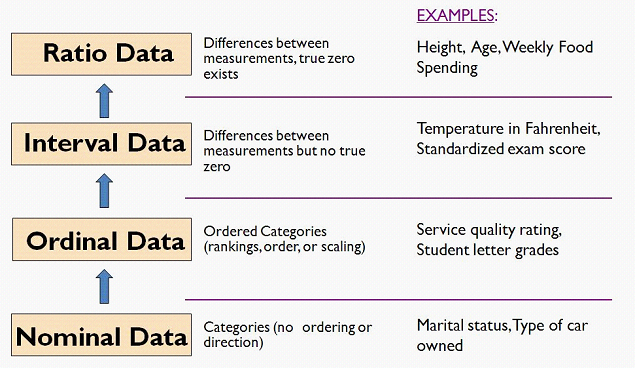 EXAMPLES:
Ratio Data
Differences between
measurements, true zero
exists
Height, Age, Weekly Food
Spending
Interval Data
Differences between
measurements but no true
zero
Temperature in Fahrenheit,
Standardized exam score
Ordinal Data
Ordered Categories
(rankings, order, or scaling)
Service quality rating,
Student letter grades
Nominal Data
Categories (no ordering or
direction)
Marital status, Type of car
owned